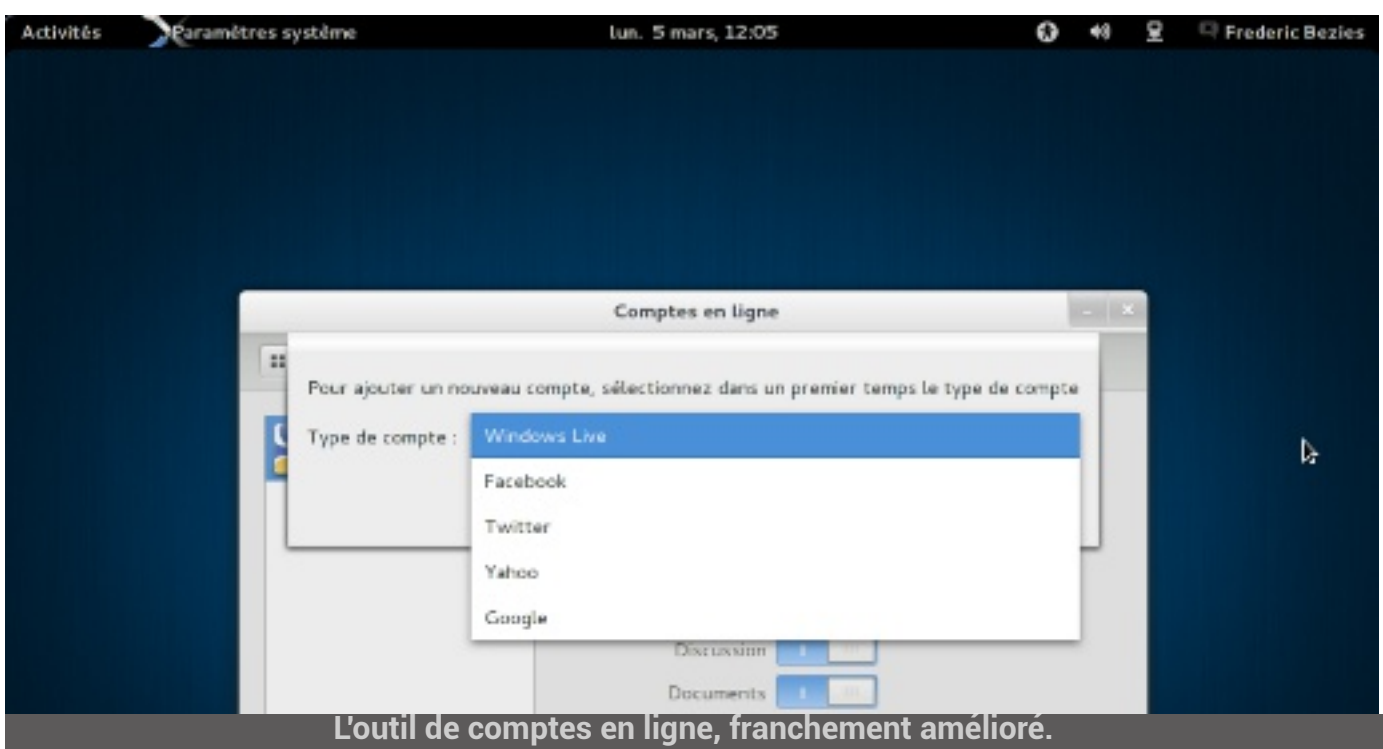 Activités Paramètres système lun. 5 mars, 12:05 Frederic Bezies
Comptes en ligne
Pour ajouter un nouveau compte, sélectionnez dans un premier temps le type de compte
Type de compte : Windows Live
Facebook
Twitter
Yahoo
Google
Discussion
Documents
L'outil de comptes en ligne, franchement amélioré.